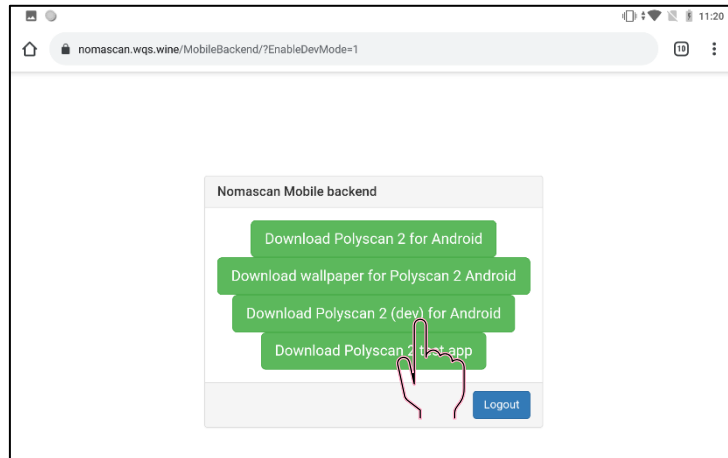 11:20
nomascan.wqs.wine/MobileBackend/?EnableDevMode=1
10
Nomascan Mobile backend
Download Polyscan 2 for Android
Download wallpaper for Polyscan 2 Android
Download Polyscan 2 (dev) for Android
Download Polyscan 2 test app
Logout